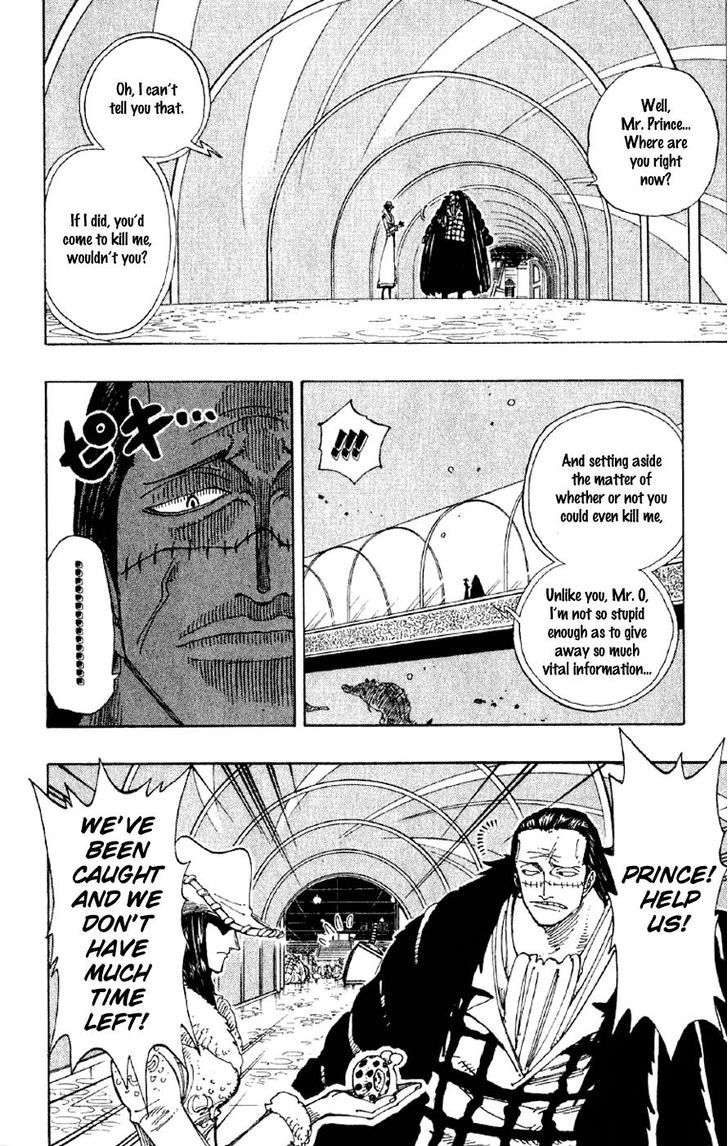 Well,
Mr. Prince...
Where are
you right
now?
Oh, I can't
tell you that.
If I did, you'd
come to kill me,
wouldn't you?
And setting aside
the matter of
whether or not you
could even kill me,
!!!
Unlike you, Mr. 0,
I'm not so stupid
enough as to give
away so much
vital information...
ピキ...
............
PRINCE!
HELP
US!
WE'VE
BEEN
CAUGHT
AND WE
DON'T
HAVE
MUCH
TIME
LEFT!